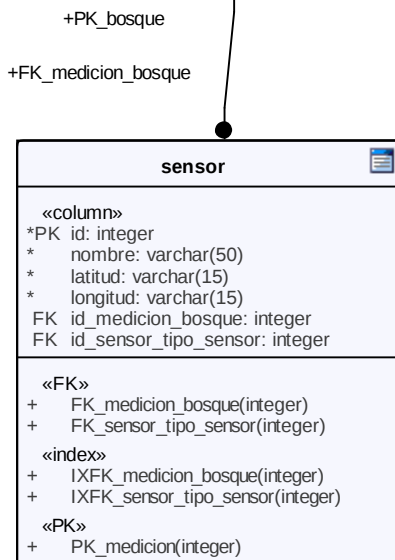 +PK_bosque
+FK_medicion_bosque
sensor
«column»
*PK id: integer
* nombre: varchar(50)
* latitud: varchar(15)
* longitud: varchar(15)
FK id_medicion_bosque: integer
FK id_sensor_tipo_sensor: integer
«FK»
+ FK_medicion_bosque(integer)
+ FK_sensor_tipo_sensor(integer)
«index»
+ IXFK_medicion_bosque(integer)
+ IXFK_sensor_tipo_sensor(integer)
«PK»
+ PK_medicion(integer)